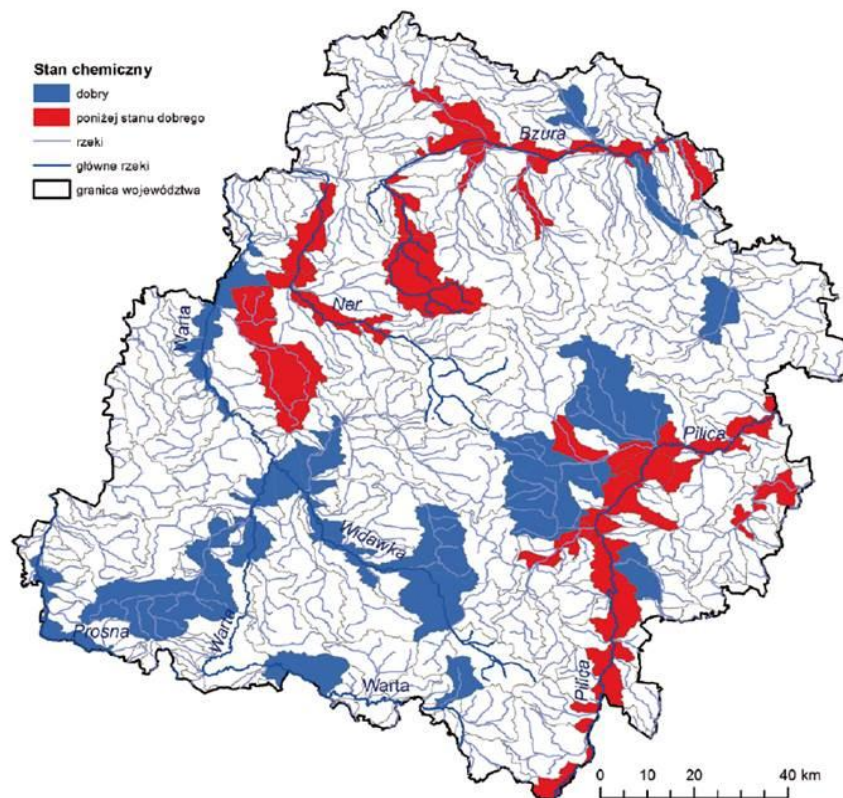 Stan chemiczny
dobry
poniżej stanu dobrego
rzeki
główne rzeki
granica województwa
Bzura
Ner
Warta
Pilica
Widawka
Prosna
Warta
Warta
Pilica
0 10 20 40 km